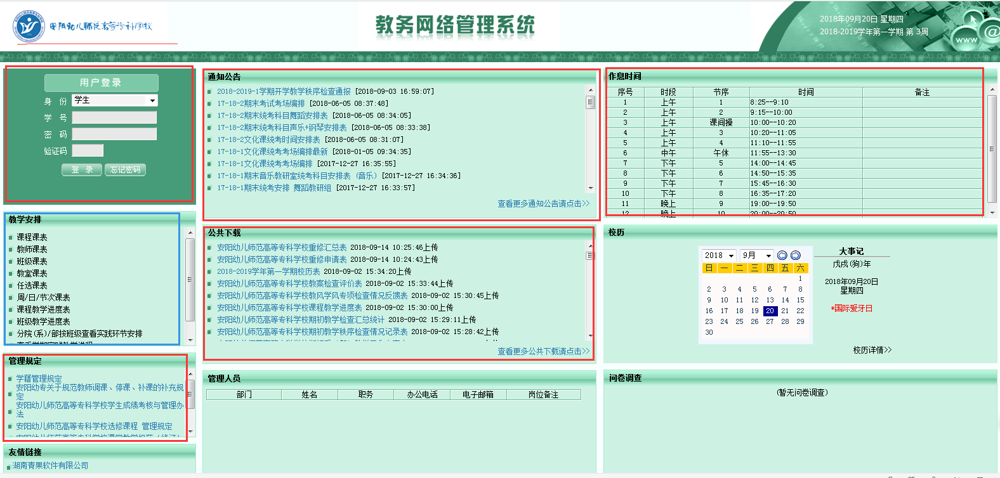 安阳幼儿师范高等专科学校
教务网络管理系统
2018年09月20日 星期四
2018-2019学年第一学期 第 3周
www
@
用户登录
身 份 学生
学 号
密 码
验证码
登 录 忘记密码
教学安排
课程课表
教师课表
班级课表
教室课表
任选课表
周/日/节次课表
课程教学进度表
班级教学进度表
分院(系)/部按班级查看实践环节安排
管理规定
学籍管理规定
安阳幼专关于规范教师调课、停课、补课的补充规
定
安阳幼儿师范高等专科学校学生成绩考核与管理办
法
安阳幼儿师范高等专科学校选修课程 管理规定
安阳幼儿师范高等专科学校课堂教学规范（修订）
友情链接
湖南青果软件有限公司
通知公告
2018-2019-1学期开学教学秩序检查通报 [2018-09-03 16:59:07]
17-18-2期末考试考场编排 [2018-06-05 08:37:48]
17-18-2期末统考科目舞蹈安排表 [2018-06-05 08:34:05]
17-18-2期末统考科目声乐+钢琴安排表 [2018-06-05 08:33:38]
17-18-2文化课统考时间安排表 [2018-06-05 08:31:07]
17-18-1文化课统考考场编排最新 [2018-01-05 09:34:35]
17-18-1文化课统考考场编排 [2017-12-27 16:35:55]
17-18-1期末音乐教研室统考科目安排表（音乐）[2017-12-27 16:34:36]
17-18-1期末统考安排 舞蹈教研组 [2017-12-27 16:33:57]
查看更多通知公告请点击>>
公共下载
安阳幼儿师范高等专科学校重修汇总表 2018-09-14 10:25:46上传
安阳幼儿师范高等专科学校重修申请表 2018-09-14 10:24:43上传
2018-2019学年第一学期校历表 2018-09-02 15:34:20上传
安阳幼儿师范高等专科学校教案检查评价表 2018-09-02 15:33:44上传
安阳幼儿师范高等专科学校教风学风专项检查情况反馈表 2018-09-02 15:30:45上传
安阳幼儿师范高等专科学校课程教学进度表 2018-09-02 15:30:00上传
安阳幼儿师范高等专科学校期初教学检查汇总统计 2018-09-02 15:29:11上传
安阳幼儿师范高等专科学校期初教学秩序检查情况记录表 2018-09-02 15:28:42上传
查看更多公共下载请点击>>
管理人员
部门 姓名 职务 办公电话 电子邮箱 岗位备注
作息时间
序号 时段 节序 时间 备注
1 上午 1 8:25--9:10
2 上午 2 9:15--10:00
3 上午 课间操 10:00--10:20
4 上午 3 10:20--11:05
5 上午 4 11:10--11:55
6 中午 午休 11:55--13:30
7 下午 5 14:00--14:45
8 下午 6 14:50--15:35
9 下午 7 15:45--16:30
10 下午 8 16:35--17:20
11 晚上 9 19:00--19:50
12 晚上 10 20:00--20:50
校历
2018 9月
日 一 二 三 四 五 六
1
2 3 4 5 6 7 8
9 10 11 12 13 14 15
16 17 18 19 20 21 22
23 24 25 26 27 28 29
30
大事记
戊戌(狗)年
2018年09月20日
星期四
*国际爱牙日
校历详情>>
问卷调查
(暂无问卷调查)